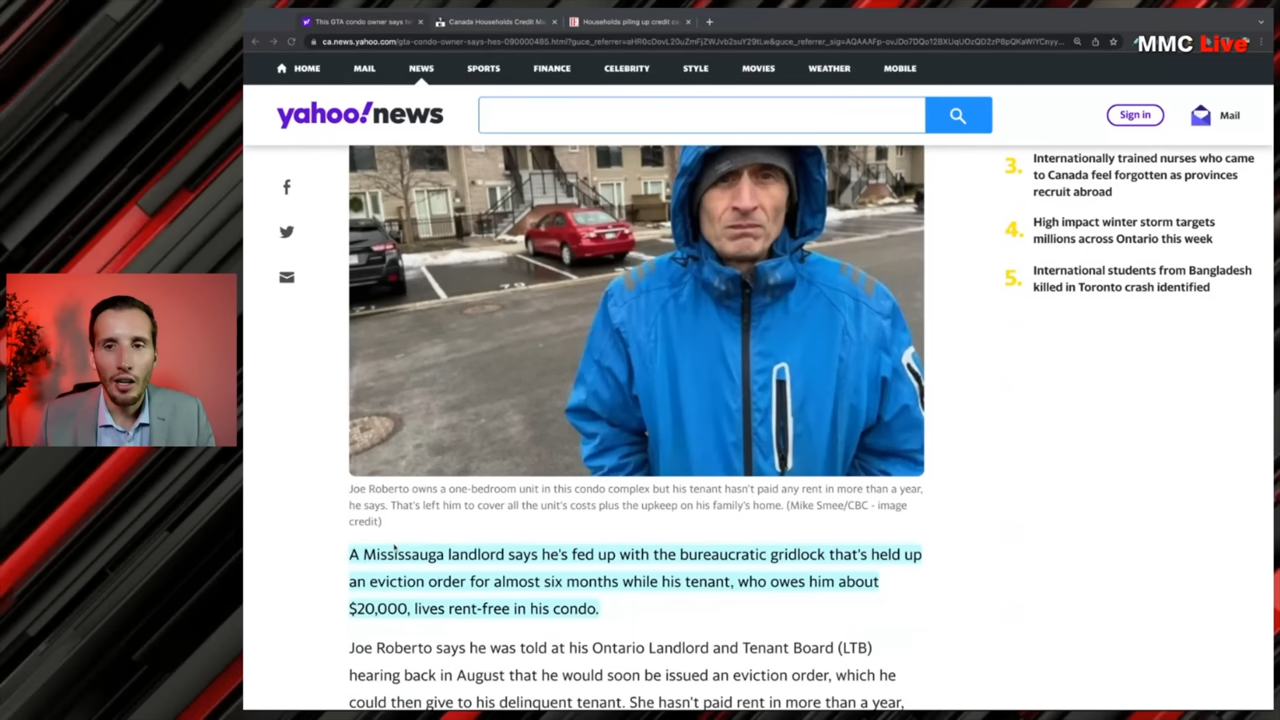 This GTA condo owner says he
Canada Households Credit Ma
Households piling up credit ca
MMC Live
HOME MAIL NEWS SPORTS FINANCE CELEBRITY STYLE MOVIES WEATHER MOBILE
yahoo!news
Sign in
Mail
3. Internationally trained nurses who came
to Canada feel forgotten as provinces
recruit abroad
4. High impact winter storm targets
millions across Ontario this week
5. International students from Bangladesh
killed in Toronto crash identified
79
Joe Roberto owns a one-bedroom unit in this condo complex but his tenant hasn't paid any rent in more than a year,
he says. That's left him to cover all the unit's costs plus the upkeep on his family's home. (Mike Smee/CBC - image
credit)
A Mississauga landlord says he's fed up with the bureaucratic gridlock that's held up
an eviction order for almost six months while his tenant, who owes him about
$20,000, lives rent-free in his condo.
Joe Roberto says he was told at his Ontario Landlord and Tenant Board (LTB)
hearing back in August that he would soon be issued an eviction order, which he
could then give to his delinquent tenant. She hasn't paid rent in more than a year,